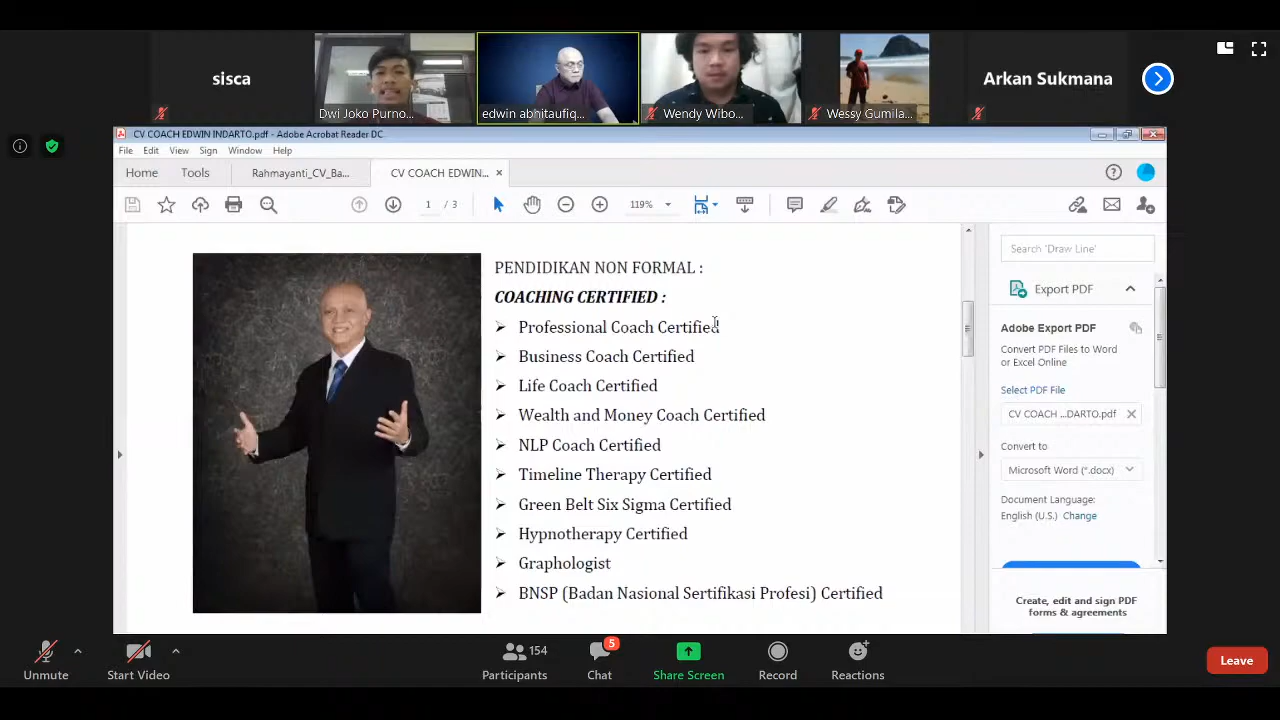 sisca
Dwi Joko Purno...
edwin abhitaufiq...
Wendy Wibo...
Wessy Gumila...
Arkan Sukmana
CV COACH EDWIN INDARTO.pdf - Adobe Acrobat Reader DC
File Edit View Sign Window Help
Home Tools Rahmayanti_CV_Ba... CV COACH EDWIN...
1 / 3 119%
PENDIDIKAN NON FORMAL :
COACHING CERTIFIED :
Professional Coach Certified
Business Coach Certified
Life Coach Certified
Wealth and Money Coach Certified
NLP Coach Certified
Timeline Therapy Certified
Green Belt Six Sigma Certified
Hypnotherapy Certified
Graphologist
BNSP (Badan Nasional Sertifikasi Profesi) Certified
Search 'Draw Line'
Export PDF
Adobe Export PDF
Convert PDF Files to Word
or Excel Online
Select PDF File
CV COACH ...DARTO.pdf
Convert to
Microsoft Word (*.docx)
Document Language:
English (U.S.) Change
Create, edit and sign PDF
forms & agreements
Unmute
Start Video
154
Participants
5
Chat
Share Screen
Record
Reactions
Leave